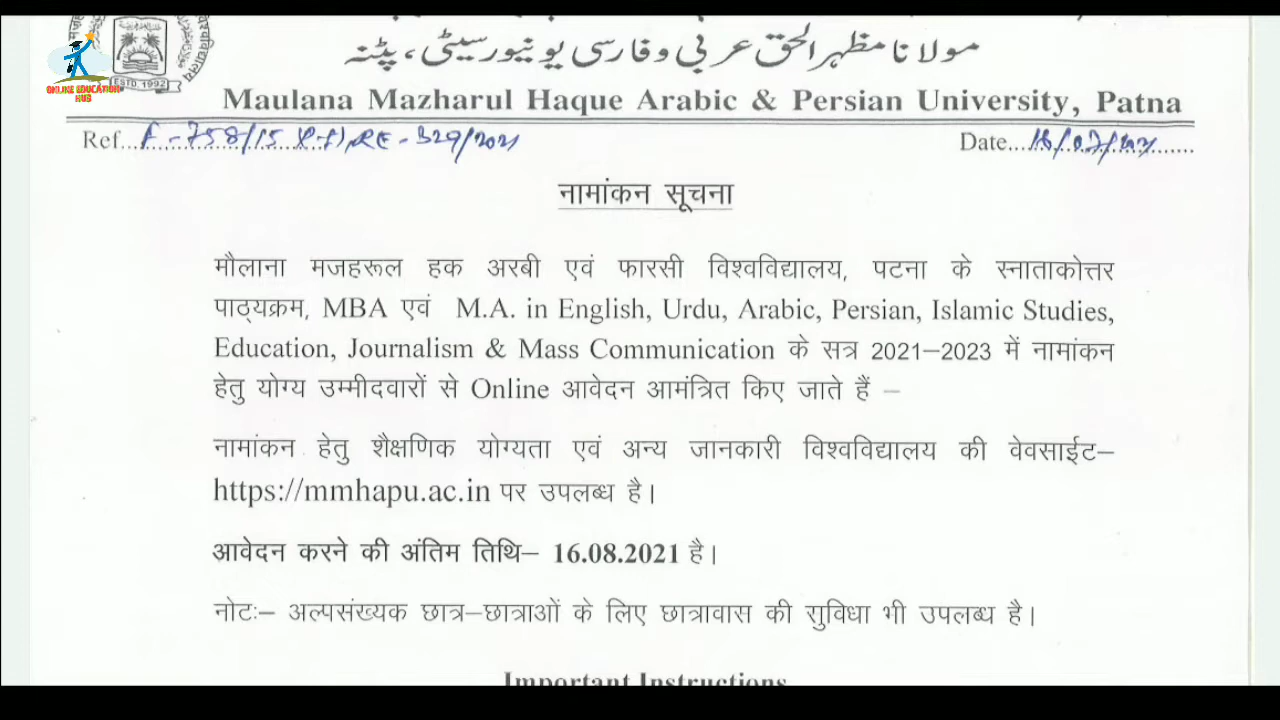 مولانا مظہر الحق عربی و فارسی یونیورسیٹی، پٹنہ
ESTD. 1992
ONLINE EDUCATION
HUB
Maulana Mazharul Haque Arabic & Persian University, Patna
Ref... Date...
नामांकन सूचना
मौलाना मजहरूल हक अरबी एवं फारसी विश्वविद्यालय, पटना के स्नाताकोत्तर
पाठ्यक्रम, MBA एवं M.A. in English, Urdu, Arabic, Persian, Islamic Studies,
Education, Journalism & Mass Communication के सत्र 2021–2023 में नामांकन
हेतु योग्य उम्मीदवारों से Online आवेदन आमंत्रित किए जाते हैं –
नामांकन हेतु शैक्षणिक योग्यता एवं अन्य जानकारी विश्वविद्यालय की वेवसाईट–
https://mmhapu.ac.in पर उपलब्ध है।
आवेदन करने की अंतिम तिथि– 16.08.2021 है।
नोटः– अल्पसंख्यक छात्र–छात्राओं के लिए छात्रावास की सुविधा भी उपलब्ध है।
Important Instructions